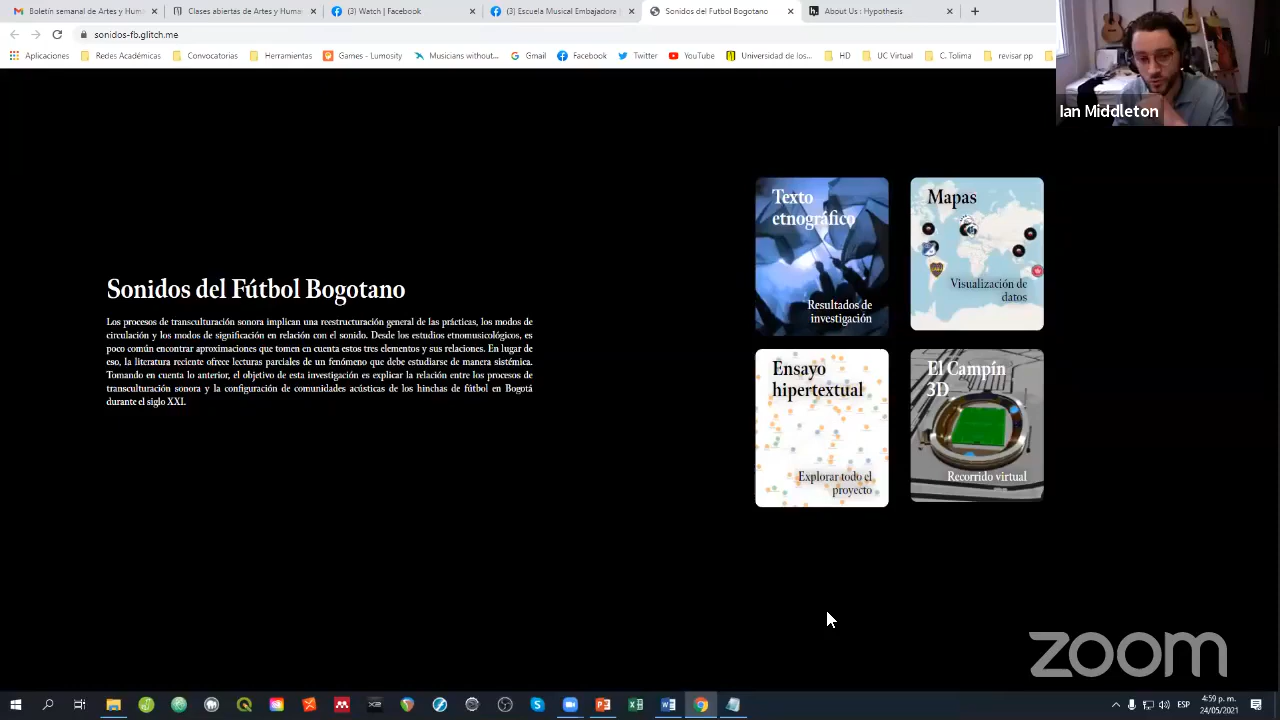 Boletín semanal de Artes y Huma
Clases abiertas de Artes y Huma
(3) Watch | Facebook
(3) Escuela Musical Embajadora
Sonidos del Futbol Bogotano
About Us : Hypothesis
sonidos-fb.glitch.me
Aplicaciones
Redes Académicas
Convocatorias
Herramientas
Games - Lumosity
Musicians without...
Gmail
Facebook
Twitter
YouTube
Universidad de los...
HD
UC Virtual
C. Tolima
revisar pp
Ian Middleton
Sonidos del Fútbol Bogotano
Los procesos de transculturación sonora implican una reestructuración general de las prácticas, los modos de
circulación y los modos de significación en relación con el sonido. Desde los estudios etnomusicológicos, es
poco común encontrar aproximaciones que tomen en cuenta estos tres elementos y sus relaciones. En lugar de
eso, la literatura reciente ofrece lecturas parciales de un fenómeno que debe estudiarse de manera sistémica.
Tomando en cuenta lo anterior, el objetivo de esta investigación es explicar la relación entre los procesos de
transculturación sonora y la configuración de comunidades acústicas de los hinchas de fútbol en Bogotá
durante el siglo XXI.
Texto
etnográfico
Resultados de
investigación
Mapas
Visualización de
datos
Ensayo
hipertextual
Explorar todo el
proyecto
El Campín
3D
Recorrido virtual
zoom
ESP
4:59 p. m.
24/05/2021